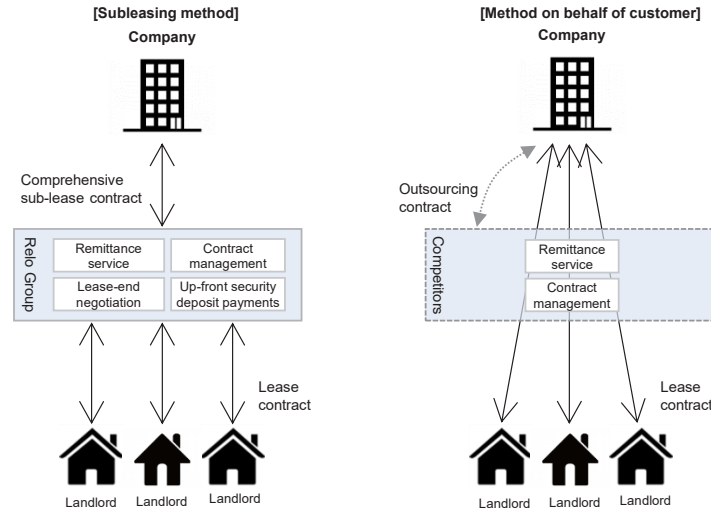 [Subleasing method]
Company
Comprehensive
sub-lease contract
Relo Group
Remittance
service
Contract
management
Lease-end
negotiation
Up-front security
deposit payments
Lease
contract
Landlord
Landlord
Landlord
[Method on behalf of customer]
Company
Outsourcing
contract
Competitors
Remittance
service
Contract
management
Lease
contract
Landlord
Landlord
Landlord